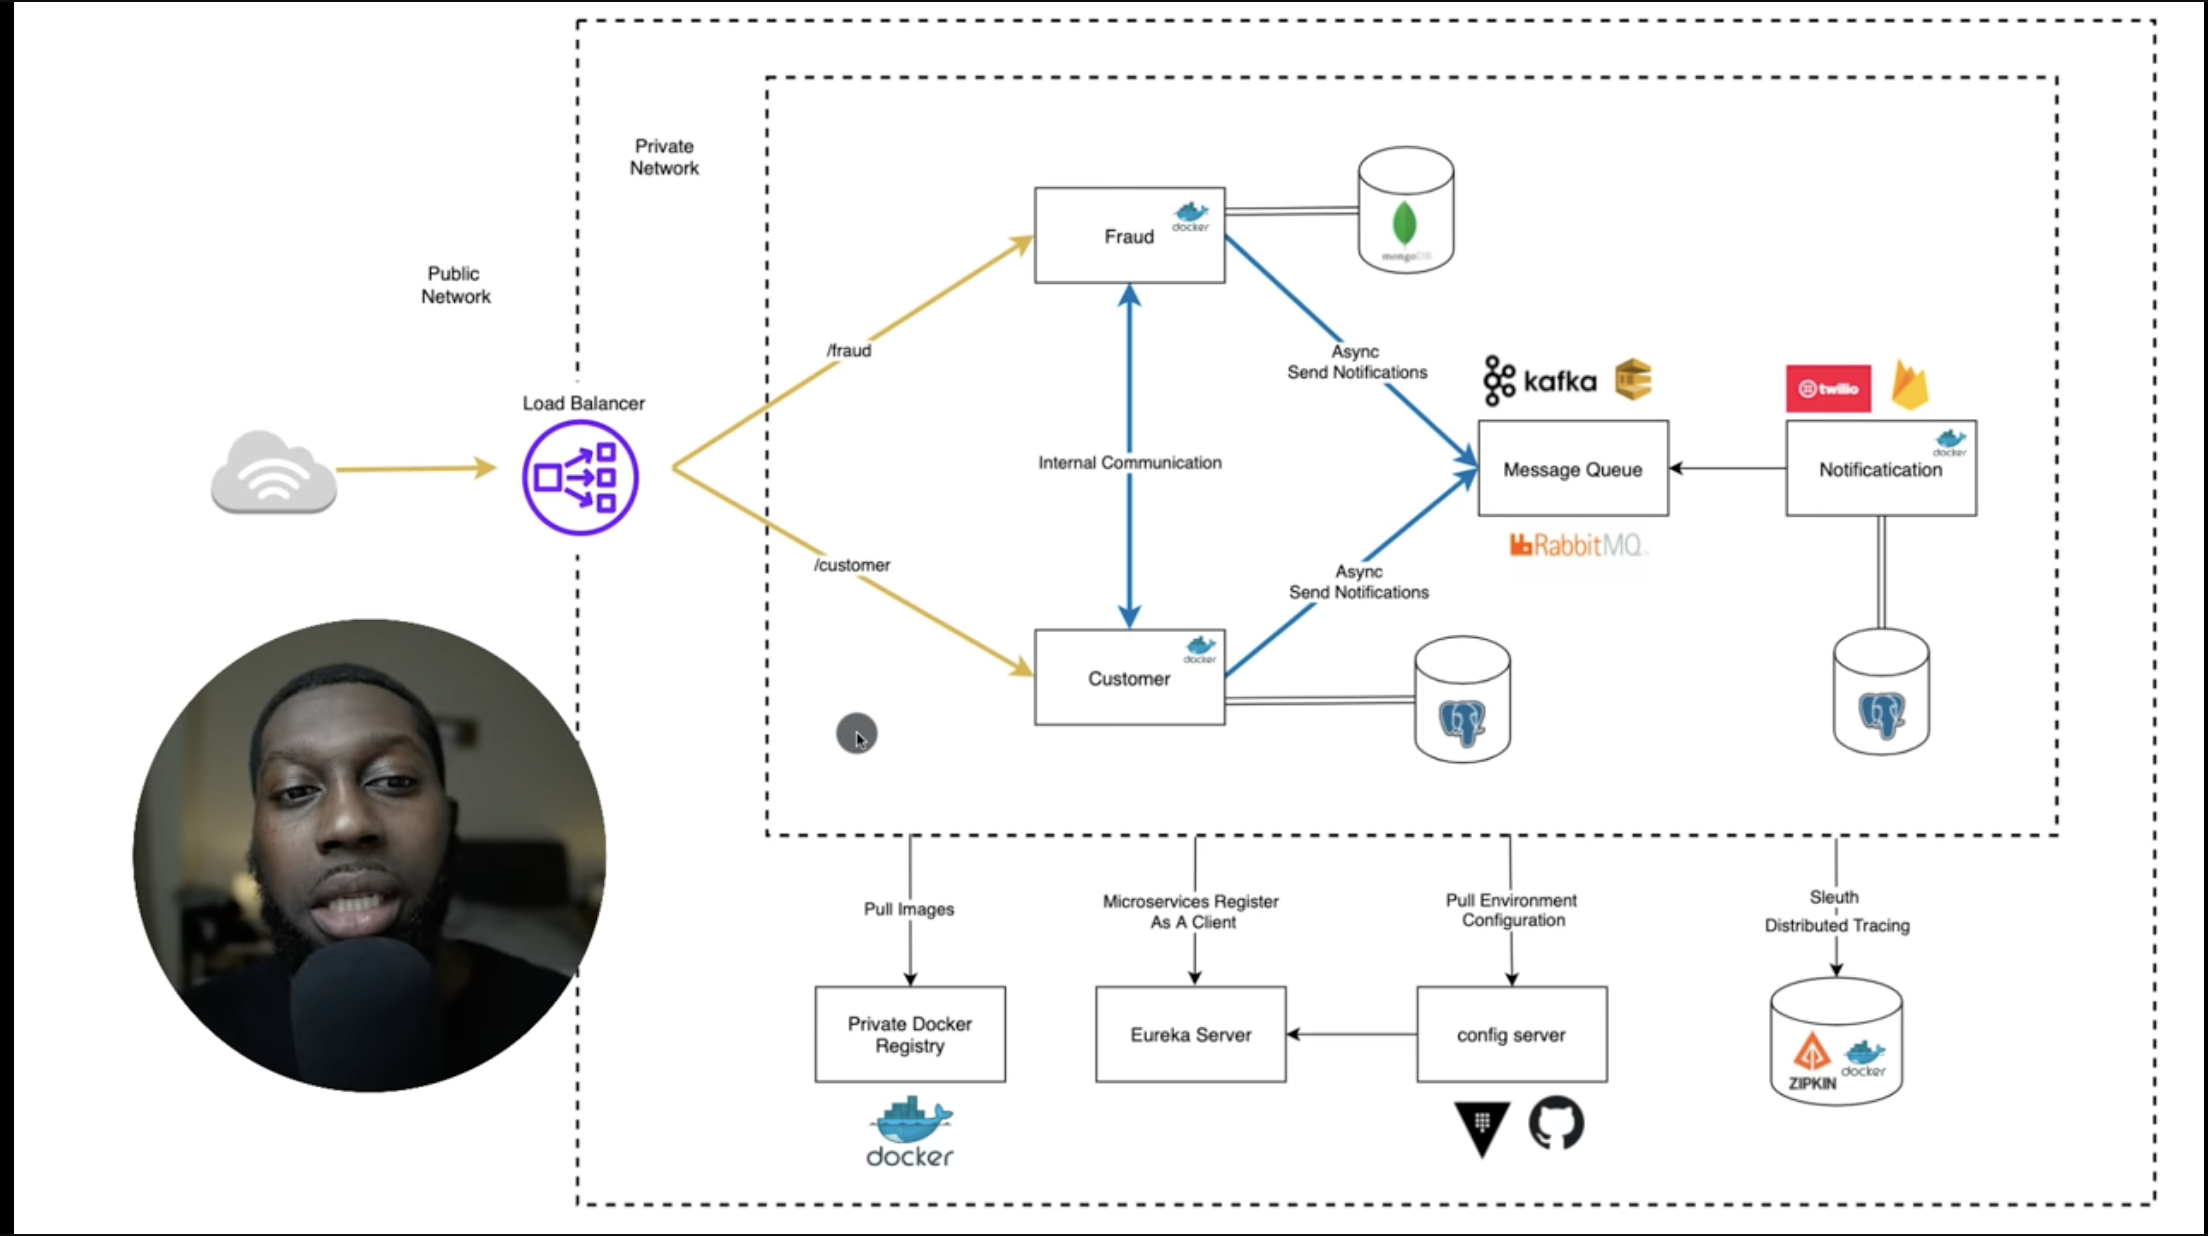 Private
Network
Public
Network
Load Balancer
/fraud
/customer
Fraud
docker
mongoDB
Internal Communication
Async
Send Notifications
kafka
twilio
Message Queue
Notificatication
docker
RabbitMQ
Async
Send Notifications
Customer
docker
Pull Images
Microservices Register
As A Client
Pull Environment
Configuration
Sleuth
Distributed Tracing
Private Docker
Registry
Eureka Server
config server
ZIPKIN
docker
docker